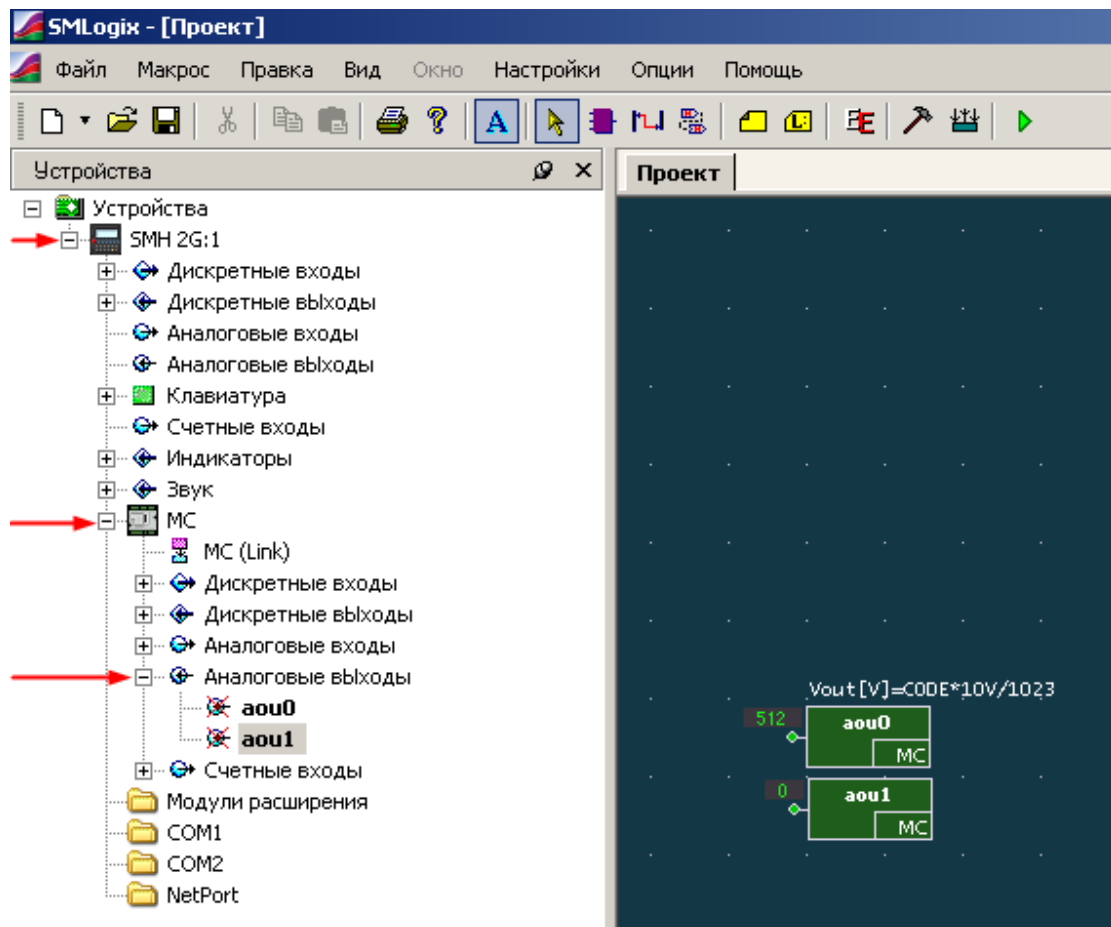 SMLogix - [Проект]
Файл Макрос Правка Вид Окно Настройки Опции Помощь
A L: E
Устройства
Проект
Устройства
SMH 2G:1
Дискретные входы
Дискретные вЫходы
Аналоговые входы
Аналоговые вЫходы
Клавиатура
Счетные входы
Индикаторы
Звук
MC
MC (Link)
Дискретные входы
Дискретные вЫходы
Аналоговые входы
Аналоговые вЫходы
aou0
aou1
Счетные входы
Модули расширения
COM1
COM2
NetPort
Vout[V]=CODE*10V/1023
512 aou0
MC
0 aou1
MC